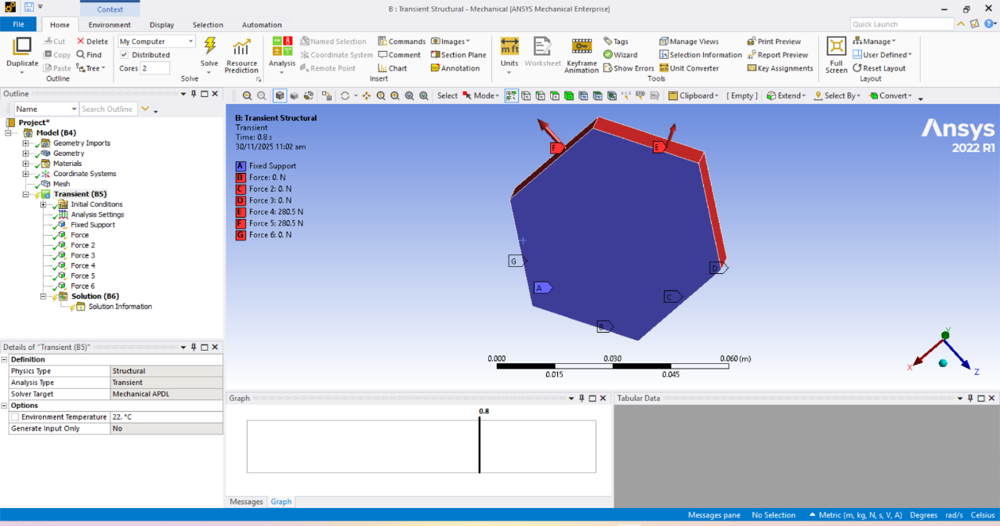 Context
B : Transient Structural - Mechanical [ANSYS Mechanical Enterprise]
File Home Environment Display Selection Automation
Quick Launch
Duplicate
Cut
Copy
Paste
Delete
Find
Tree
Outline
My Computer
Distributed
Cores 2
Solve
Resource Prediction
Solve
Analysis
Named Selection
Coordinate System
Remote Point
Commands
Comment
Chart
Images
Section Plane
Annotation
Insert
Units
Worksheet
Keyframe Animation
Tags
Wizard
Show Errors
Manage Views
Selection Information
Unit Converter
Print Preview
Report Preview
Key Assignments
Tools
Full Screen
Manage
User Defined
Reset Layout
Layout
Outline
Name
Search Outline
Select Mode Clipboard [ Empty ] Extend Select By Convert
Project*
Model (B4)
Geometry Imports
Geometry
Materials
Coordinate Systems
Mesh
Transient (B5)
Initial Conditions
Analysis Settings
Fixed Support
Force
Force 2
Force 3
Force 4
Force 5
Force 6
Solution (B6)
Solution Information
Details of "Transient (B5)"
Definition
Physics Type Structural
Analysis Type Transient
Solver Target Mechanical APDL
Options
Environment Temperature 22. °C
Generate Input Only No
B: Transient Structural
Transient
Time: 0.8 s
30/11/2025 11:02 am
A Fixed Support
B Force: 0. N
C Force 2: 0. N
D Force 3: 0. N
E Force 4: 280.5 N
F Force 5: 280.5 N
G Force 6: 0. N
Ansys
2022 R1
F
E
G
D
A
C
B
0.000 0.030 0.060 (m)
0.015 0.045
Y
X
Z
Graph
0.8
Messages Graph
Tabular Data
Messages pane No Selection Metric (m, kg, N, s, V, A) Degrees rad/s Celsius